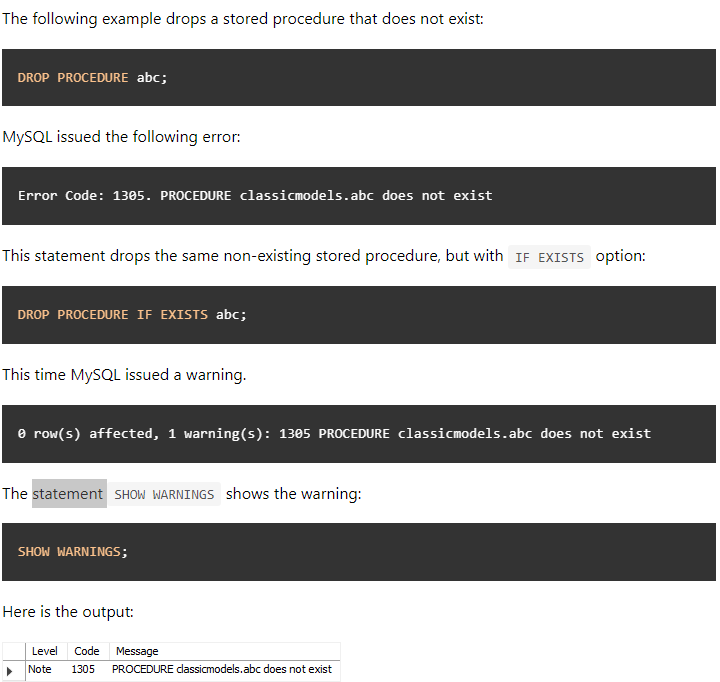 The following example drops a stored procedure that does not exist:
DROP PROCEDURE abc;
MySQL issued the following error:
Error Code: 1305. PROCEDURE classicmodels.abc does not exist
This statement drops the same non-existing stored procedure, but with IF EXISTS option:
DROP PROCEDURE IF EXISTS abc;
This time MySQL issued a warning.
0 row(s) affected, 1 warning(s): 1305 PROCEDURE classicmodels.abc does not exist
The statement SHOW WARNINGS shows the warning:
SHOW WARNINGS;
Here is the output:
Level Code Message
Note 1305 PROCEDURE classicmodels.abc does not exist